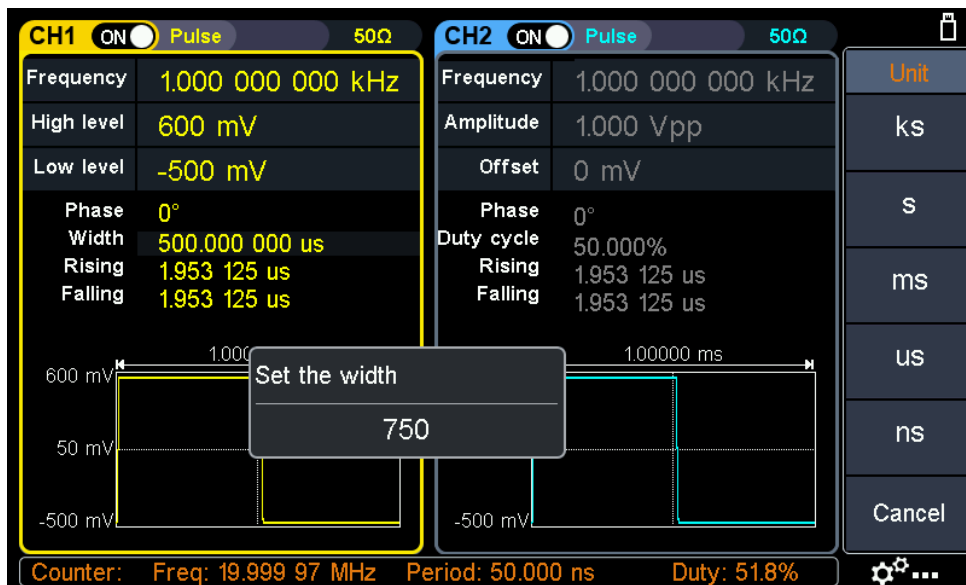 CH1 ON Pulse 50Ω
Frequency 1.000 000 000 kHz
High level 600 mV
Low level -500 mV
Phase 0°
Width 500.000 000 us
Rising 1.953 125 us
Falling 1.953 125 us
600 mV
50 mV
-500 mV
CH2 ON Pulse 50Ω
Frequency 1.000 000 000 kHz
Amplitude 1.000 Vpp
Offset 0 mV
Phase 0°
Duty cycle 50.000%
Rising 1.953 125 us
Falling 1.953 125 us
1.00000 ms
-500 mV
Set the width
750
Unit
ks
s
ms
us
ns
Cancel
Counter: Freq: 19.999 97 MHz Period: 50.000 ns Duty: 51.8%